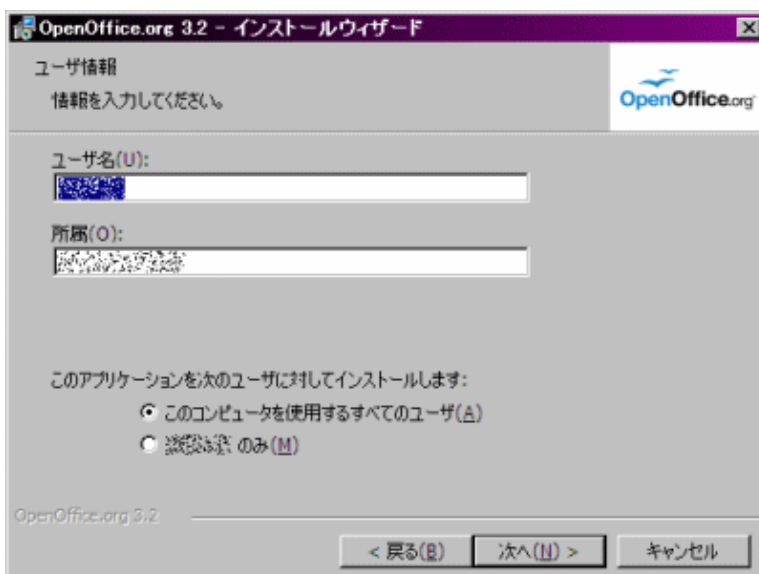 OpenOffice.org 3.2 - インストールウィザード
ユーザ情報
情報を入力してください。
OpenOffice.org
ユーザ名(U):
所属(O):
このアプリケーションを次のユーザに対してインストールします:
このコンピュータを使用するすべてのユーザ(A)
のみ(M)
OpenOffice.org 3.2
< 戻る(B) 次へ(N) > キャンセル